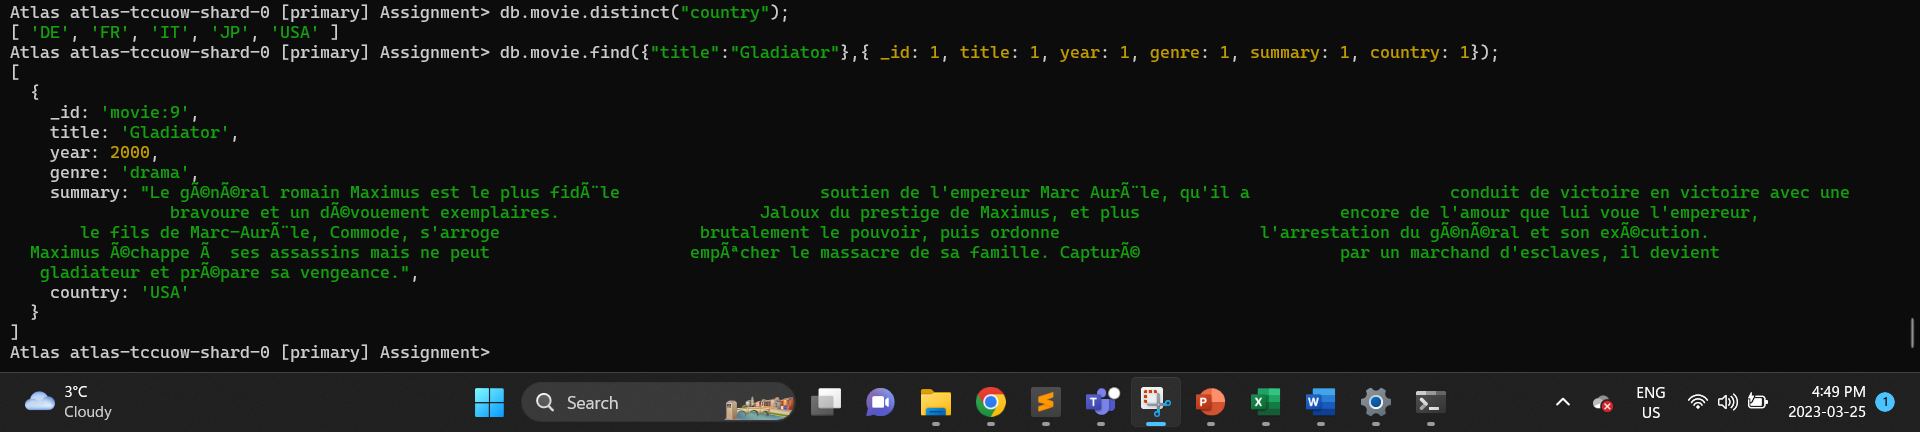 Atlas atlas-tccuow-shard-0 [primary] Assignment> db.movie.distinct("country");
[ 'DE', 'FR', 'IT', 'JP', 'USA' ]
Atlas atlas-tccuow-shard-0 [primary] Assignment> db.movie.find({"title":"Gladiator"},{ _id: 1, title: 1, year: 1, genre: 1, summary: 1, country: 1});
[
  {
    _id: 'movie:9',
    title: 'Gladiator',
    year: 2000,
    genre: 'drama',
    summary: "Le gÃ©nÃ©ral romain Maximus est le plus fidÃ¨le                    soutien de l'empereur Marc AurÃ¨le, qu'il a                    conduit de victoire en victoire avec une
                bravoure et un dÃ©vouement exemplaires.                    Jaloux du prestige de Maximus, et plus                    encore de l'amour que lui voue l'empereur,
       le fils de Marc-AurÃ¨le, Commode, s'arroge                    brutalement le pouvoir, puis ordonne                    l'arrestation du gÃ©nÃ©ral et son exÃ©cution.
  Maximus Ã©chappe Ã  ses assassins mais ne peut                    empÃªcher le massacre de sa famille. CapturÃ©                    par un marchand d'esclaves, il devient
   gladiateur et prÃ©pare sa vengeance.",
    country: 'USA'
  }
]
Atlas atlas-tccuow-shard-0 [primary] Assignment>
3°C
Cloudy
Search
ENG
US
4:49 PM
2023-03-25
1